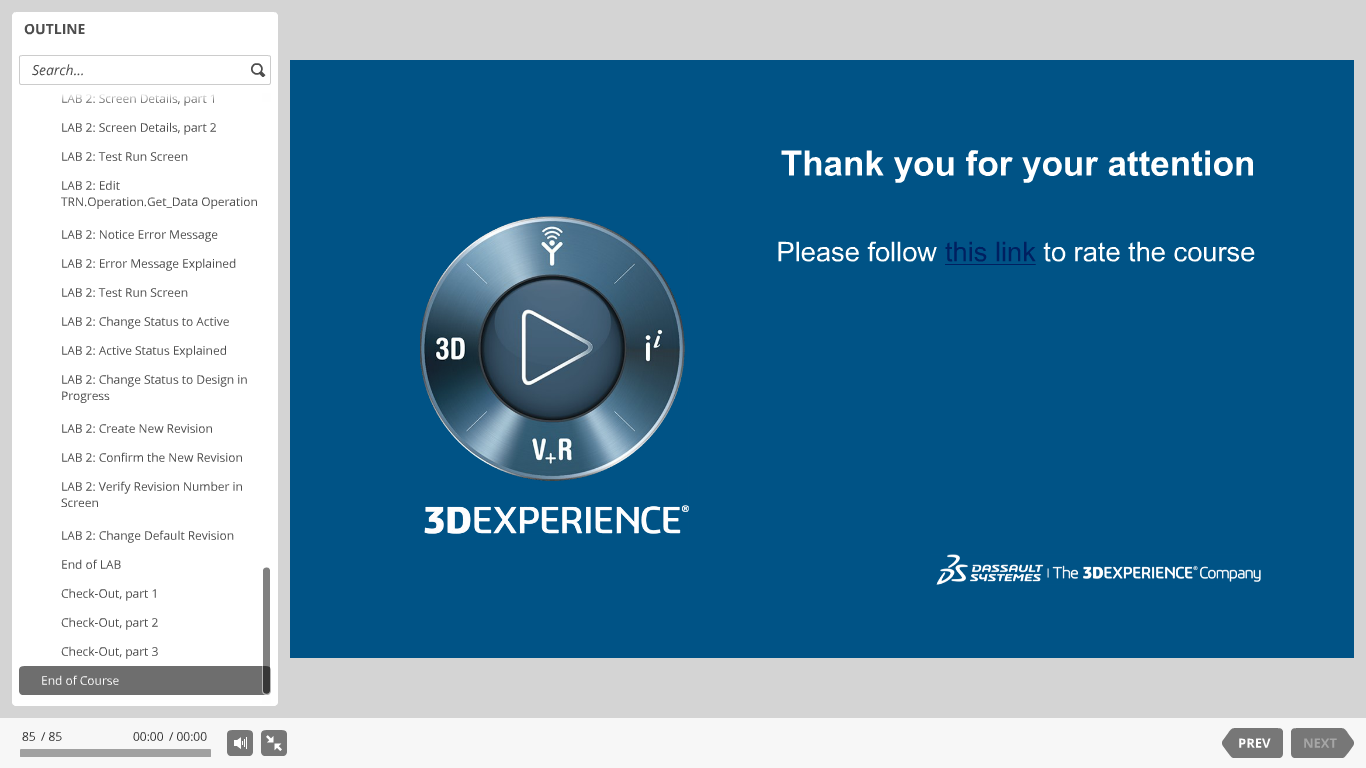 OUTLINE
Search...
LAB 2: Screen Details, part 1
LAB 2: Screen Details, part 2
LAB 2: Test Run Screen
LAB 2: Edit
TRN.Operation.Get_Data Operation
LAB 2: Notice Error Message
LAB 2: Error Message Explained
LAB 2: Test Run Screen
LAB 2: Change Status to Active
LAB 2: Active Status Explained
LAB 2: Change Status to Design in
Progress
LAB 2: Create New Revision
LAB 2: Confirm the New Revision
LAB 2: Verify Revision Number in
Screen
LAB 2: Change Default Revision
End of LAB
Check-Out, part 1
Check-Out, part 2
Check-Out, part 3
End of Course
Thank you for your attention
Please follow this link to rate the course
3D
i i
V+R
3DEXPERIENCE®
DASSAULT
SYSTEMES | The 3DEXPERIENCE® Company
85 / 85
00:00 / 00:00
PREV
NEXT